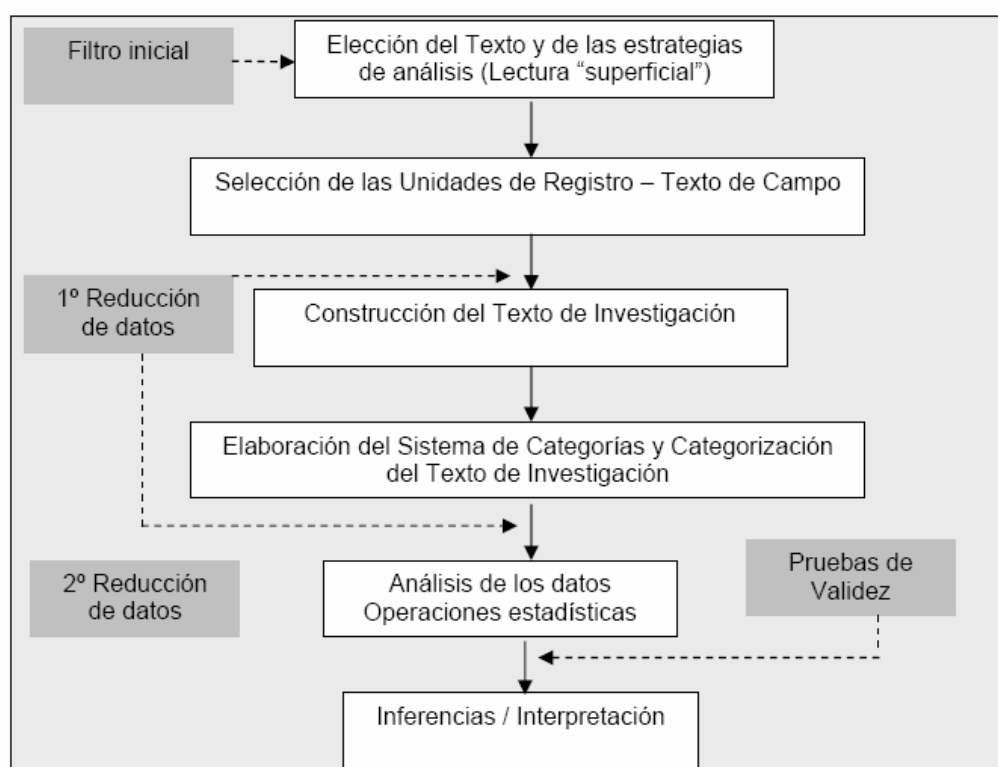 Filtro inicial
Elección del Texto y de las estrategias
de análisis (Lectura “superficial”)
Selección de las Unidades de Registro – Texto de Campo
1º Reducción
de datos
Construcción del Texto de Investigación
Elaboración del Sistema de Categorías y Categorización
del Texto de Investigación
2º Reducción
de datos
Análisis de los datos
Operaciones estadísticas
Pruebas de
Validez
Inferencias / Interpretación